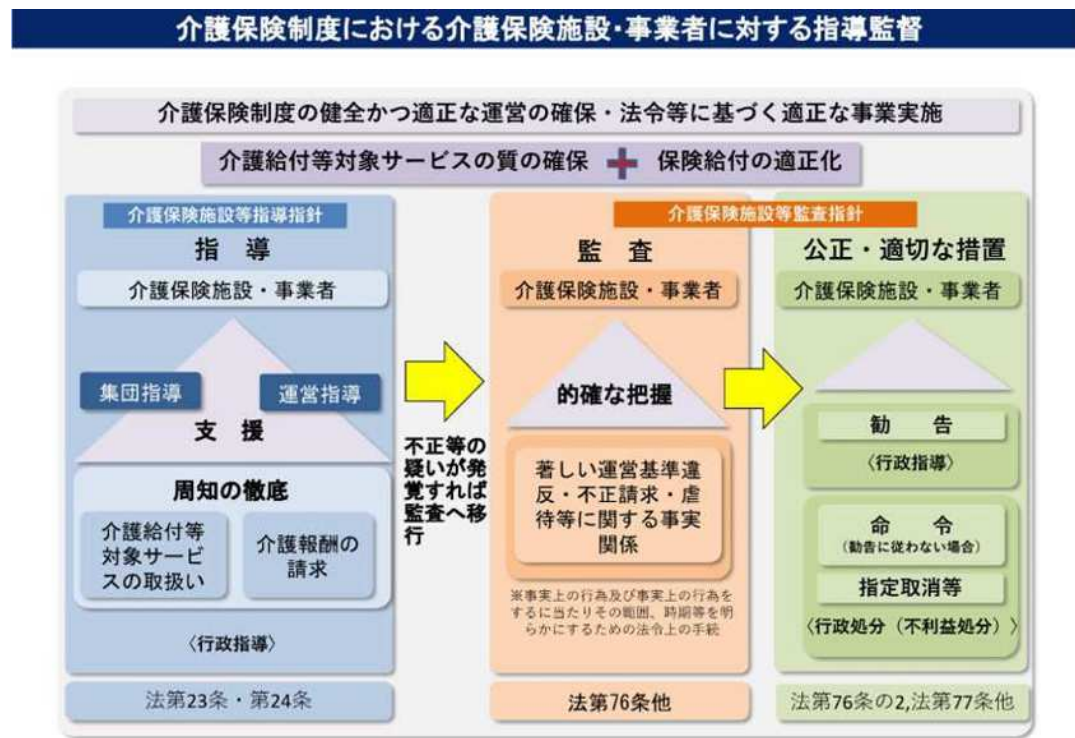 介護保険制度における介護保険施設・事業者に対する指導監督
介護保険制度の健全かつ適正な運営の確保・法令等に基づく適正な事業実施
介護給付等対象サービスの質の確保 ＋ 保険給付の適正化
介護保険施設等指導指針
指 導
介護保険施設・事業者
集団指導
運営指導
支 援
周知の徹底
介護給付等
対象サービ
スの取扱い
介護報酬の
請求
〈行政指導〉
法第23条・第24条
不正等の
疑いが発
覚すれば
監査へ移
行
介護保険施設等監査指針
監 査
介護保険施設・事業者
的確な把握
著しい運営基準違
反・不正請求・虐
待等に関する事実
関係
※事実上の行為及び事実上の行為を
するに当たりその範囲、時期等を明
らかにするための法令上の手続
法第76条他
公正・適切な措置
介護保険施設・事業者
勧 告
〈行政指導〉
命 令
（勧告に従わない場合）
指定取消等
〈行政処分（不利益処分）〉
法第76条の2,法第77条他